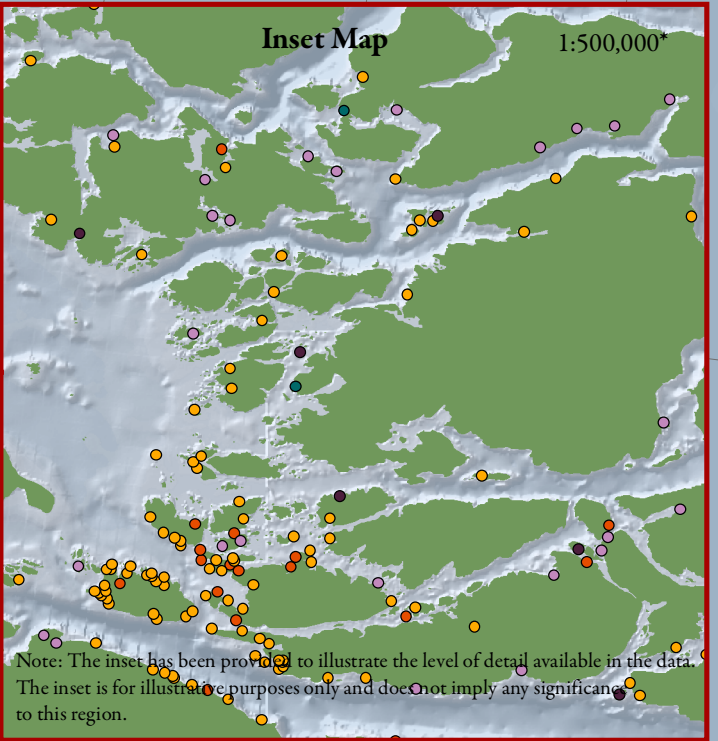 Inset Map
1:500,000*
Note: The inset has been provided to illustrate the level of detail available in the data.
The inset is for illustrative purposes only and does not imply any significance
to this region.